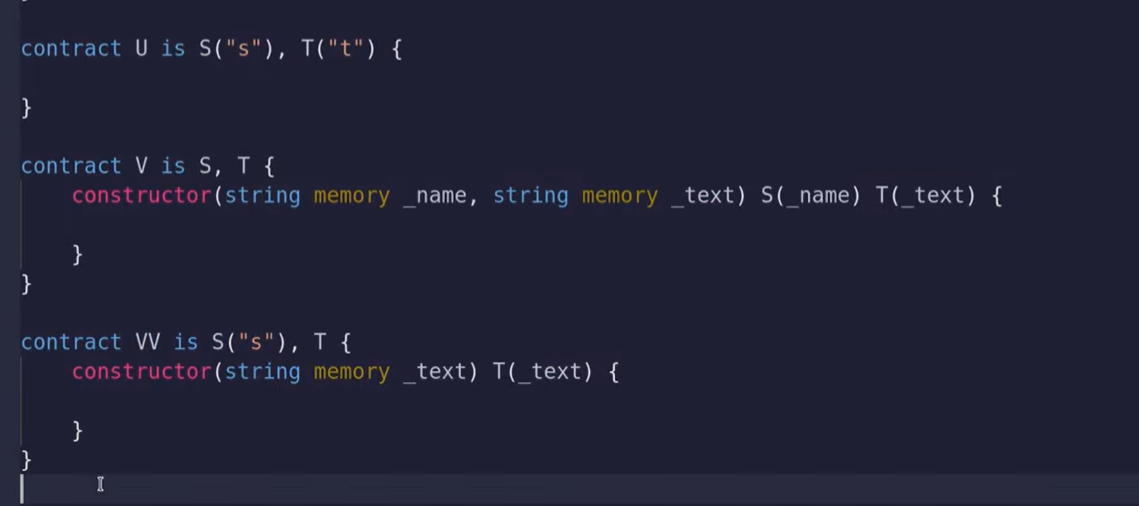 contract U is S("s"), T("t") {
}
contract V is S, T {
constructor(string memory _name, string memory _text) S(_name) T(_text) {
}
}
contract VV is S("s"), T {
constructor(string memory _text) T(_text) {
}
}